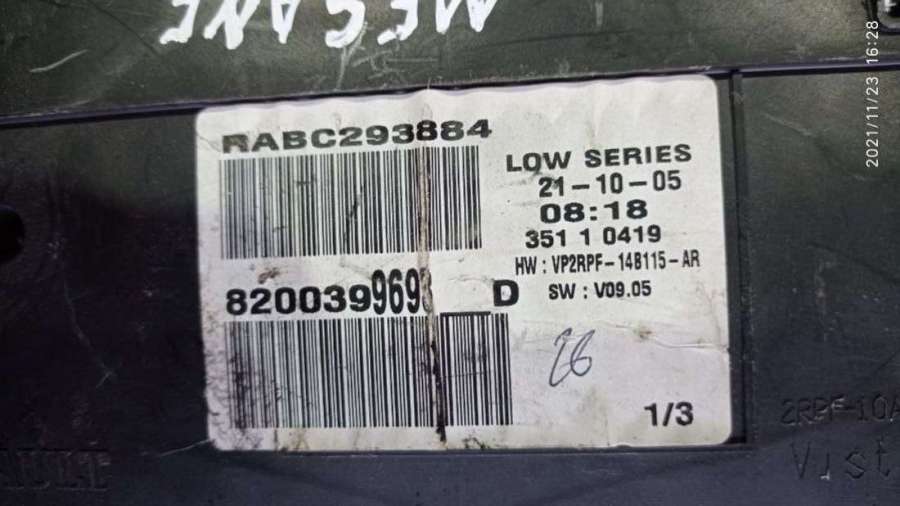 MEGANE
2021/11/23 16:28
RABC293884
LOW SERIES
21-10-05
08:18
351 1 0419
HW : VP2RPF-14B115-AR
SW : V09.05
D
26
1/3